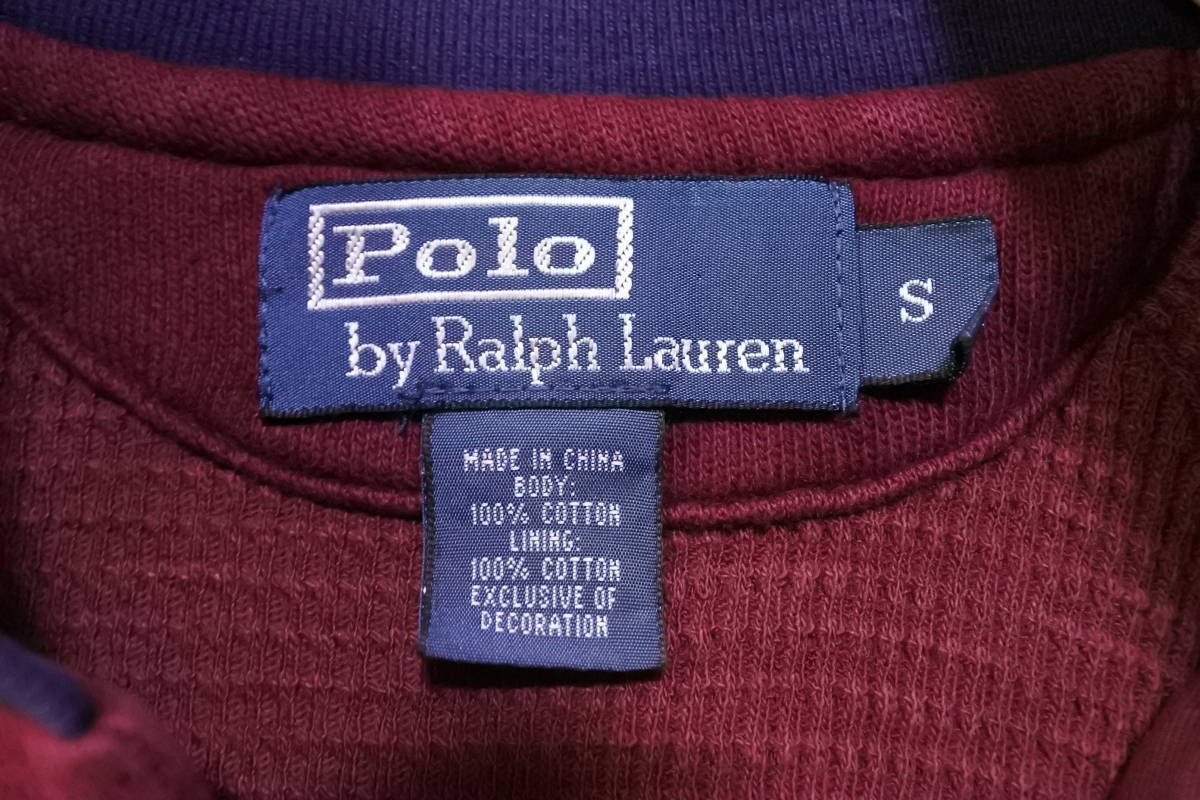 Polo
by Ralph Lauren
S
MADE IN CHINA
BODY:
100% COTTON
LINING:
100% COTTON
EXCLUSIVE OF
DECORATION